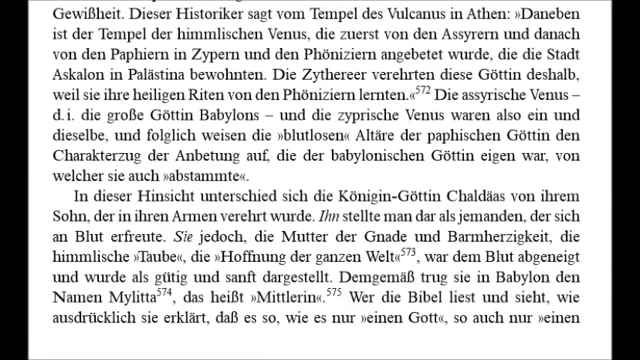 Gewißheit. Dieser Historiker sagt vom Tempel des Vulcanus in Athen: »Daneben
ist der Tempel der himmlischen Venus, die zuerst von den Assyrern und danach
von den Paphiern in Zypern und den Phöniziern angebetet wurde, die die Stadt
Askalon in Palästina bewohnten. Die Zythereer verehrten diese Göttin deshalb,
weil sie ihre heiligen Riten von den Phöniziern lernten.«572 Die assyrische Venus –
d. i. die große Göttin Babylons – und die zyprische Venus waren also ein und
dieselbe, und folglich weisen die »blutlosen« Altäre der paphischen Göttin den
Charakterzug der Anbetung auf, die der babylonischen Göttin eigen war, von
welcher sie auch »abstammte«.
In dieser Hinsicht unterschied sich die Königin-Göttin Chaldäas von ihrem
Sohn, der in ihren Armen verehrt wurde. Ihn stellte man dar als jemanden, der sich
an Blut erfreute. Sie jedoch, die Mutter der Gnade und Barmherzigkeit, die
himmlische »Taube«, die »Hoffnung der ganzen Welt«573, war dem Blut abgeneigt
und wurde als gütig und sanft dargestellt. Demgemäß trug sie in Babylon den
Namen Mylitta574, das heißt »Mittlerin«.575 Wer die Bibel liest und sieht, wie
ausdrücklich sie erklärt, daß es so, wie es nur »einen Gott«, so auch nur »einen